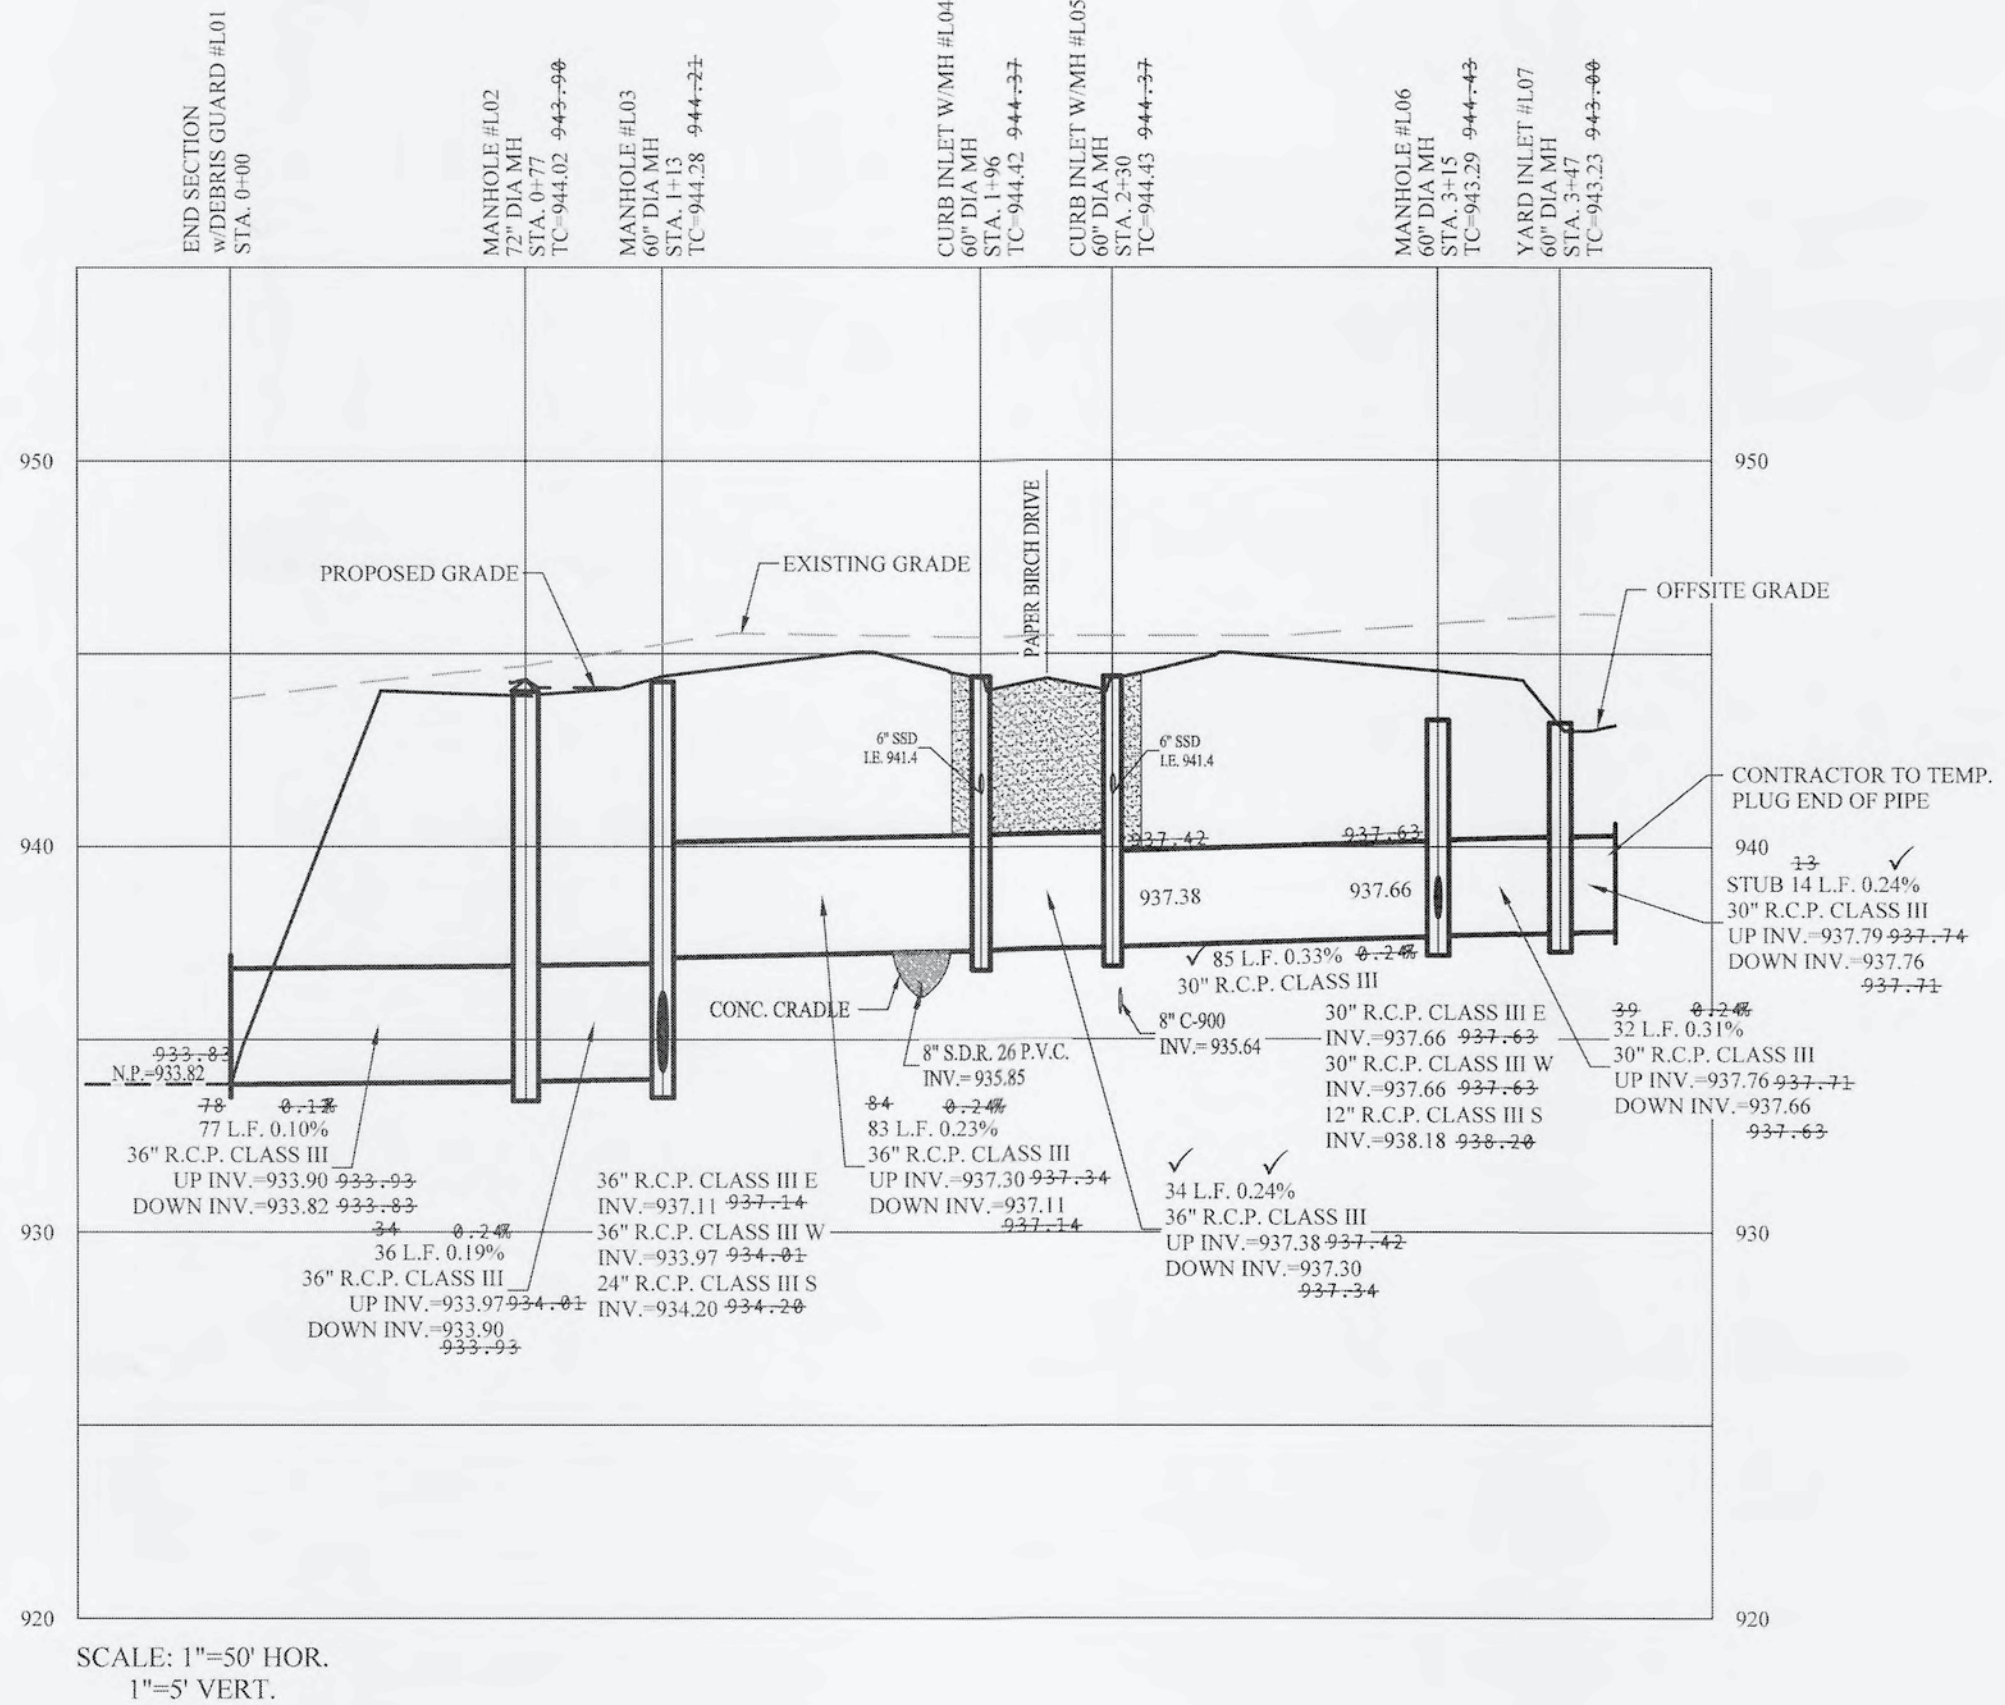 END SECTION
w/DEBRIS GUARD #L01
STA. 0+00
MANHOLE #L02
72" DIA MH
STA. 0+77
TC=944.02 943.90
MANHOLE #L03
60" DIA MH
STA. 1+13
TC=944.28 944.21
CURB INLET W/MH #L04
60" DIA MH
STA. 1+96
TC=944.42 944.37
CURB INLET W/MH #L05
60" DIA MH
STA. 2+30
TC=944.43 944.37
MANHOLE #L06
60" DIA MH
STA. 3+15
TC=943.29 944.43
YARD INLET #L07
60" DIA MH
STA. 3+47
TC=943.23 943.00
950
950
PAPER BIRCH DRIVE
PROPOSED GRADE
EXISTING GRADE
OFFSITE GRADE
6" SSD
I.E. 941.4
6" SSD
I.E. 941.4
CONTRACTOR TO TEMP.
PLUG END OF PIPE
940
940
937.42
937.63
937.38
937.66
13 ✓
STUB 14 L.F. 0.24%
30" R.C.P. CLASS III
UP INV.=937.79 937.74
DOWN INV.=937.76
937.71
✓ 85 L.F. 0.33% 0.24%
30" R.C.P. CLASS III
CONC. CRADLE
8" C-900
INV.=935.64
8" S.D.R. 26 P.V.C.
INV.=935.85
30" R.C.P. CLASS III E
INV.=937.66 937.63
30" R.C.P. CLASS III W
INV.=937.66 937.63
12" R.C.P. CLASS III S
INV.=938.18 938.20
39 0.24%
32 L.F. 0.31%
30" R.C.P. CLASS III
UP INV.=937.76 937.71
DOWN INV.=937.66
937.63
933.83
N.P.=933.82
78 0.12%
77 L.F. 0.10%
36" R.C.P. CLASS III
UP INV.=933.90 933.93
DOWN INV.=933.82 933.83
34 0.24%
36 L.F. 0.19%
36" R.C.P. CLASS III
UP INV.=933.97 934.01
DOWN INV.=933.90
933.93
36" R.C.P. CLASS III E
INV.=937.11 937.14
36" R.C.P. CLASS III W
INV.=933.97 934.01
24" R.C.P. CLASS III S
INV.=934.20 934.20
84 0.24%
83 L.F. 0.23%
36" R.C.P. CLASS III
UP INV.=937.30 937.34
DOWN INV.=937.11
937.14
✓ ✓
34 L.F. 0.24%
36" R.C.P. CLASS III
UP INV.=937.38 937.42
DOWN INV.=937.30
937.34
930
930
920
920
SCALE: 1"=50' HOR.
1"=5' VERT.